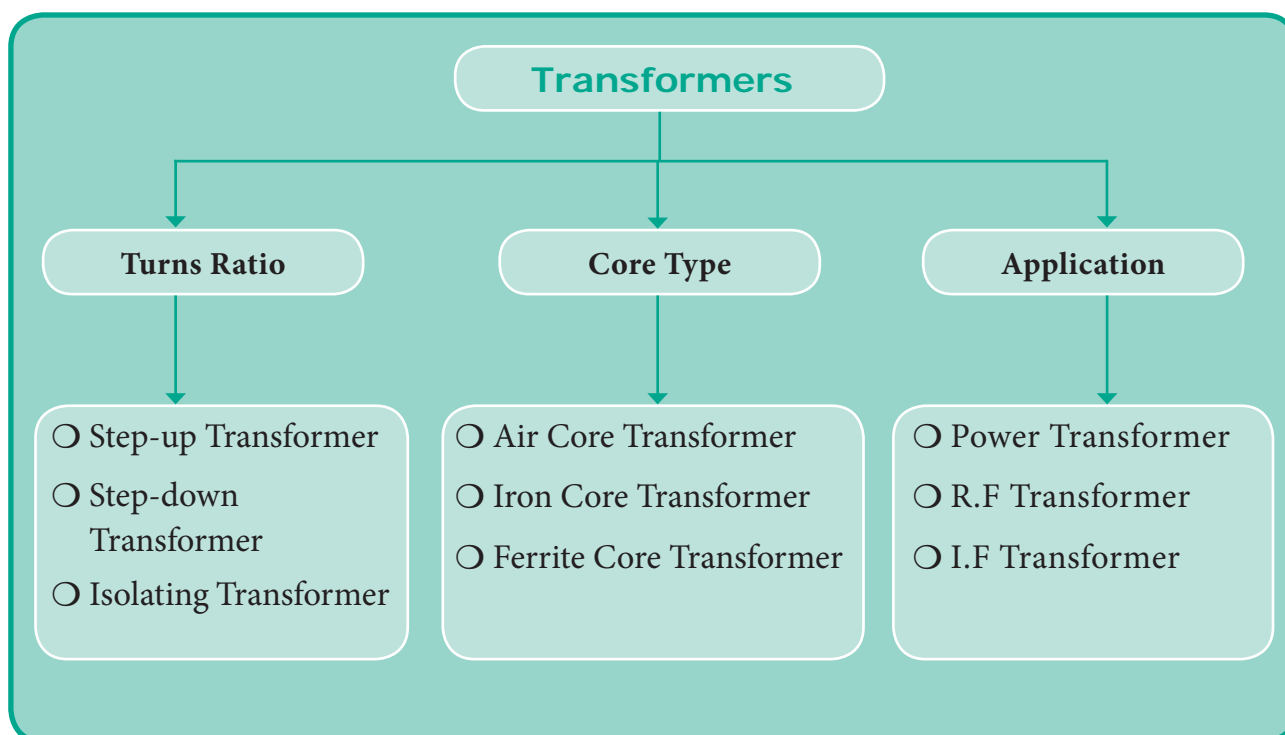 Transformers
Turns Ratio
Core Type
Application
❍ Step-up Transformer
❍ Step-down
Transformer
❍ Isolating Transformer
❍ Air Core Transformer
❍ Iron Core Transformer
❍ Ferrite Core Transformer
❍ Power Transformer
❍ R.F Transformer
❍ I.F Transformer